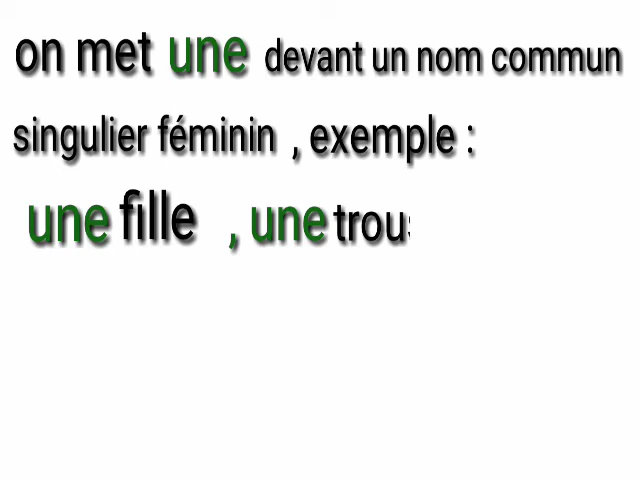 on met une devant un nom commun
singulier féminin , exemple :
une fille , une